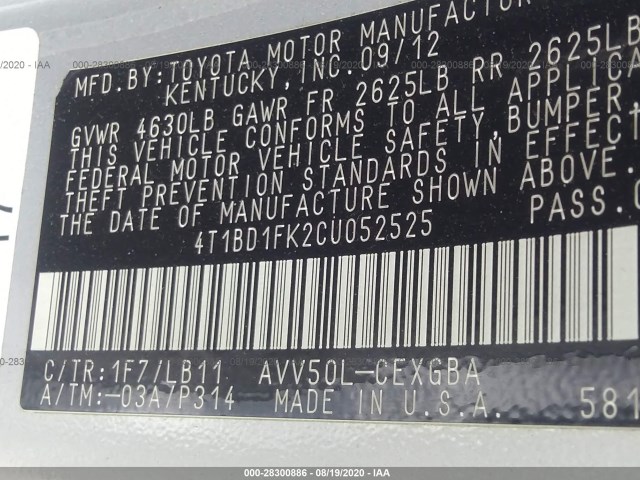 MFD.BY:TOYOTA MOTOR MANUFACTUR
KENTUCKY,INC.09/12
GVWR 4630LB GAWR FR 2625LB RR 2625LB
THIS VEHICLE CONFORMS TO ALL APPLICA
FEDERAL MOTOR VEHICLE SAFETY,BUMPER,
THEFT PREVENTION STANDARDS IN EFFECT
THE DATE OF MANUFACTURE SHOWN ABOVE.
4T1BD1FK2CU052525 PASS.
C/TR:1F7/LB11 AVV50L-CEXGBA
A/TM:-03A/P314 MADE IN U.S.A. 581
000-28300886 - 08/19/2020 - IAA